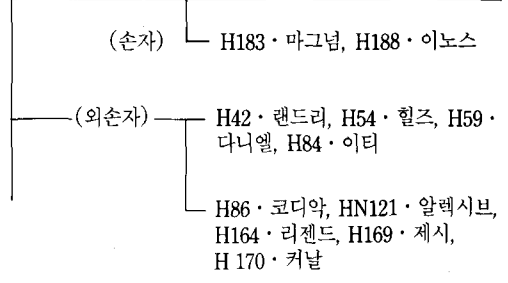 (손자) H183 · 마그넘, H188 · 이노스
(외손자) H42 · 랜드리, H54 · 힐즈, H59 ·
다니엘, H84 · 이티
H86 · 코디악, HN121 · 알렉시브,
H164 · 리젠드, H169 · 제시,
H 170 · 커날